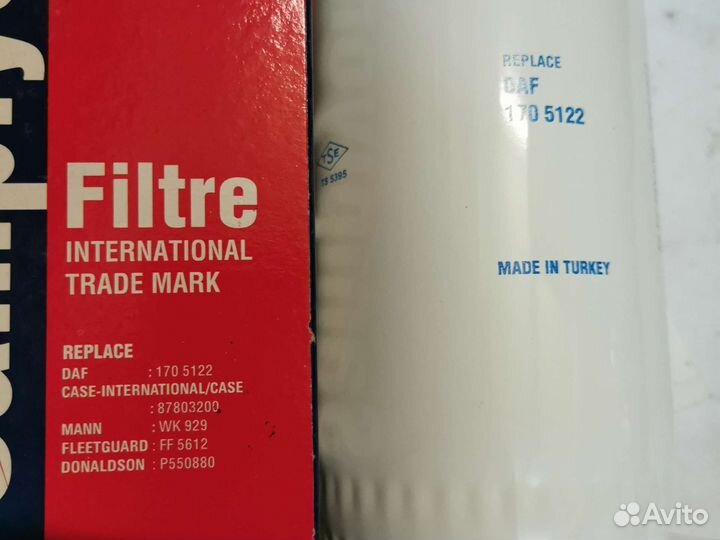 Filtre
INTERNATIONAL
TRADE MARK
REPLACE
DAF : 170 5122
CASE-INTERNATIONAL/CASE
: 87803200
MANN : WK 929
FLEETGUARD : FF 5612
DONALDSON : P550880
REPLACE
DAF
170 5122
TSE
TS 5395
MADE IN TURKEY
Avito